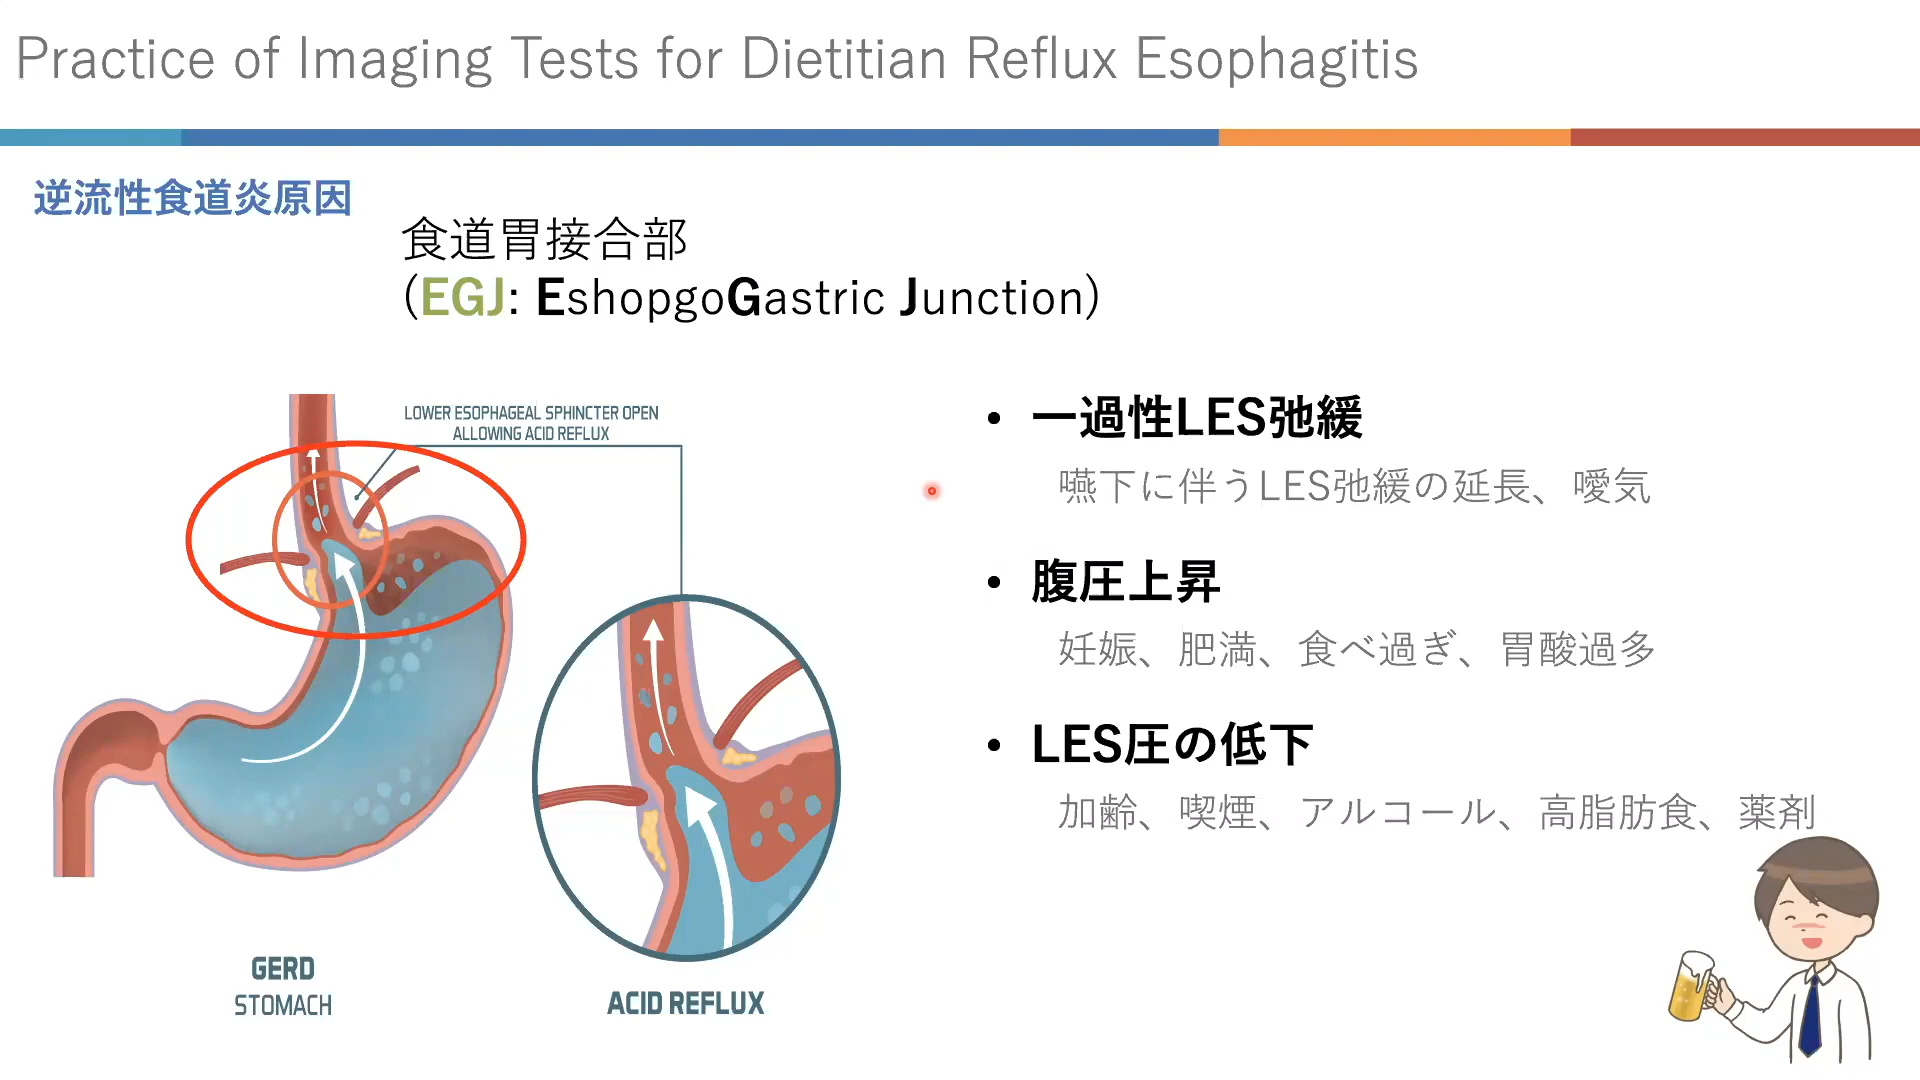 Practice of Imaging Tests for Dietitian Reflux Esophagitis
逆流性食道炎原因
食道胃接合部
(EGJ: EshopgoGastric Junction)
LOWER ESOPHAGEAL SPHINCTER OPEN
ALLOWING ACID REFLUX
• 一過性LES弛緩
嚥下に伴うLES弛緩の延長、噯気
• 腹圧上昇
妊娠、肥満、食べ過ぎ、胃酸過多
• LES圧の低下
加齢、喫煙、アルコール、高脂肪食、薬剤
GERD
STOMACH
ACID REFLUX